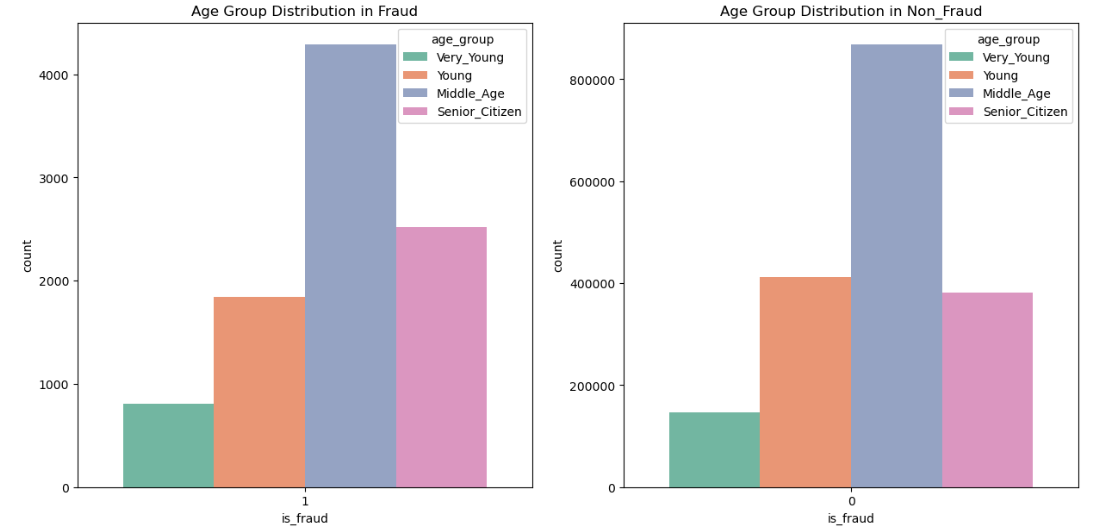 Age Group Distribution in Fraud
age_group
Very_Young
Young
Middle_Age
Senior_Citizen
4000
3000
2000
1000
0
count
1
is_fraud
Age Group Distribution in Non_Fraud
age_group
Very_Young
Young
Middle_Age
Senior_Citizen
800000
600000
400000
200000
0
count
0
is_fraud